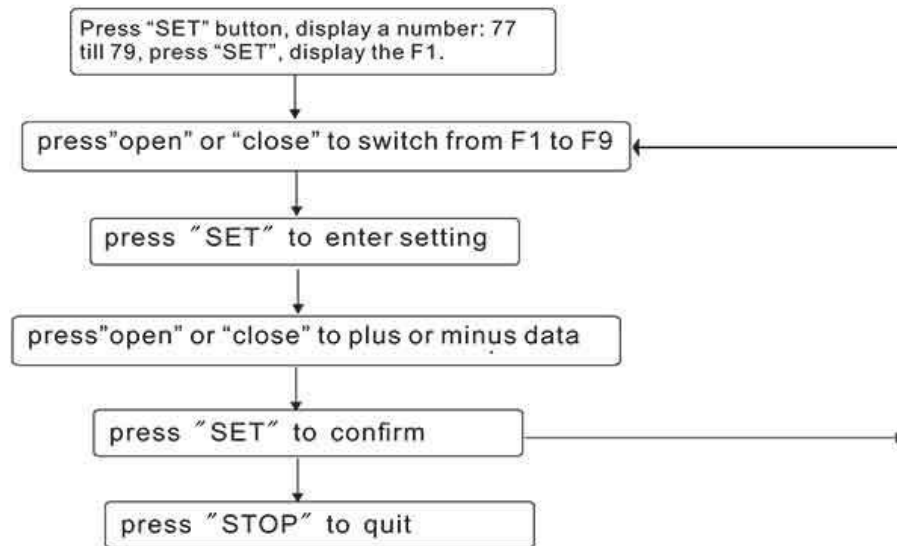 Press “SET” button, display a number: 77
till 79, press “SET”, display the F1.
press”open” or “close” to switch from F1 to F9
press ″SET″ to enter setting
press”open” or “close” to plus or minus data
press ″SET″ to confirm
press ″STOP″ to quit